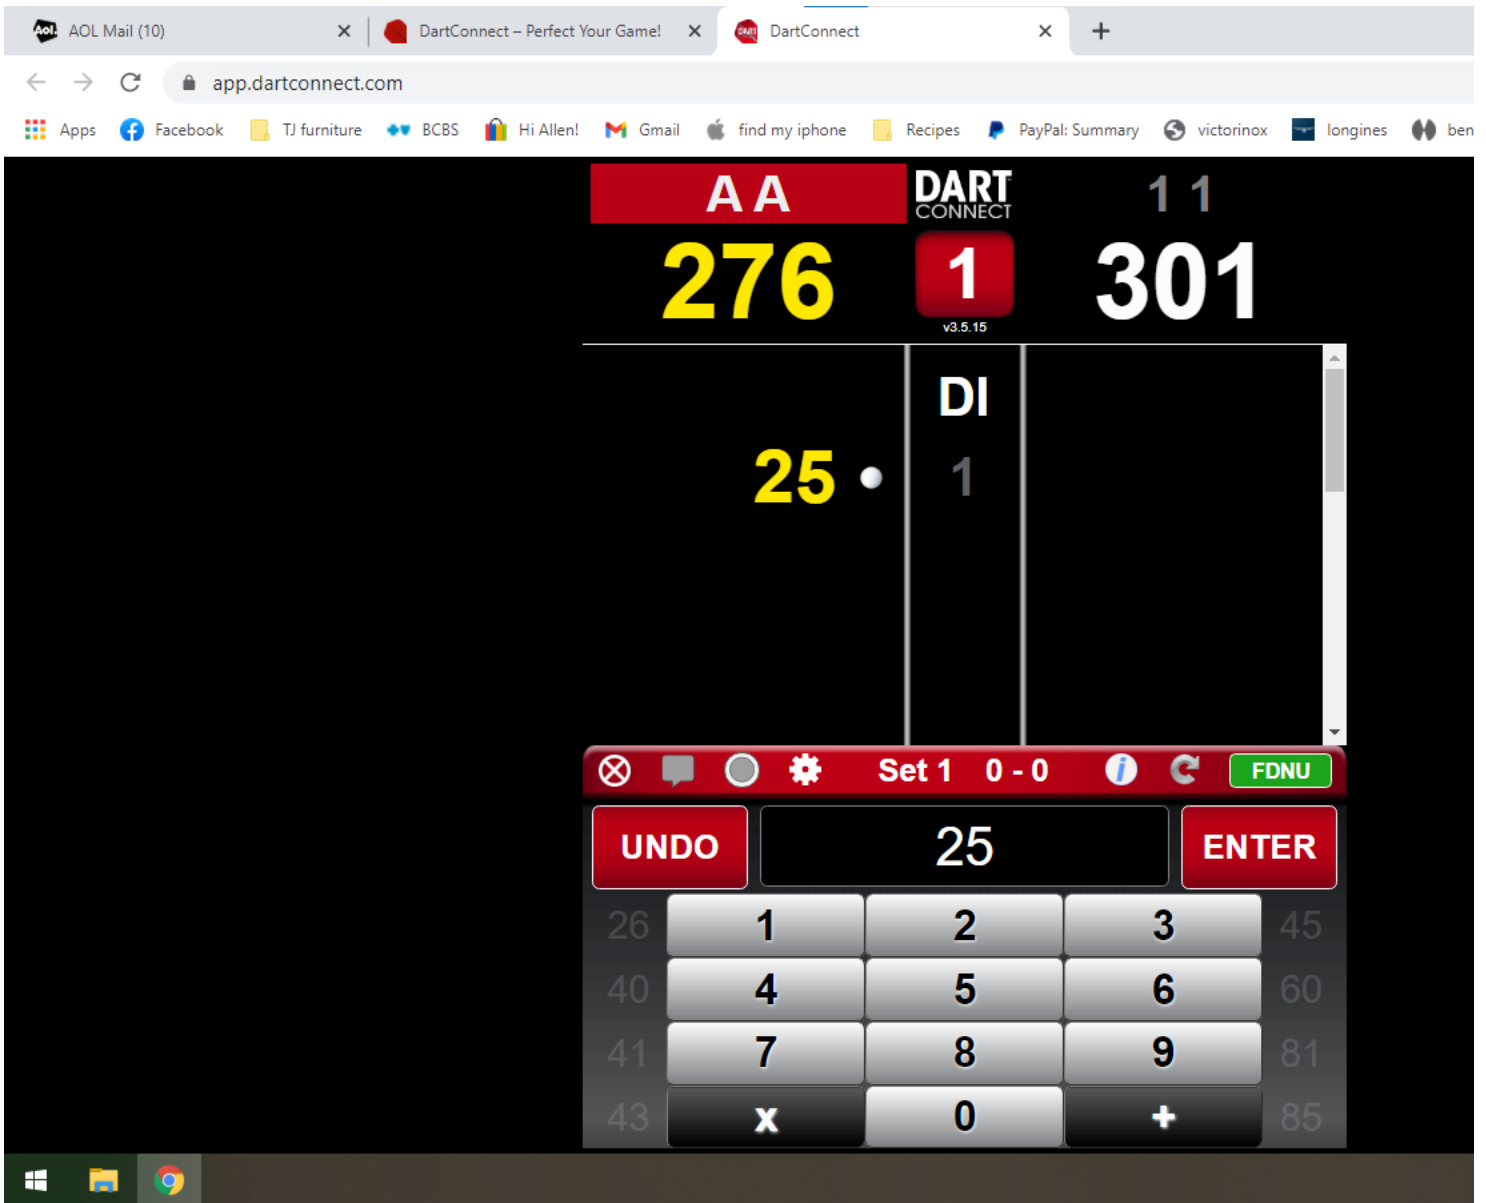 Aol. AOL Mail (10) DartConnect – Perfect Your Game! DART DartConnect
app.dartconnect.com
Apps Facebook TJ furniture BCBS Hi Allen! Gmail find my iphone Recipes PayPal: Summary victorinox longines ben
A A DART CONNECT 1 1
276 1 301
v3.5.15
DI
25 1
Set 1 0 - 0 i FDNU
UNDO 25 ENTER
26 1 2 3 45
40 4 5 6 60
41 7 8 9 81
43 x 0 + 85